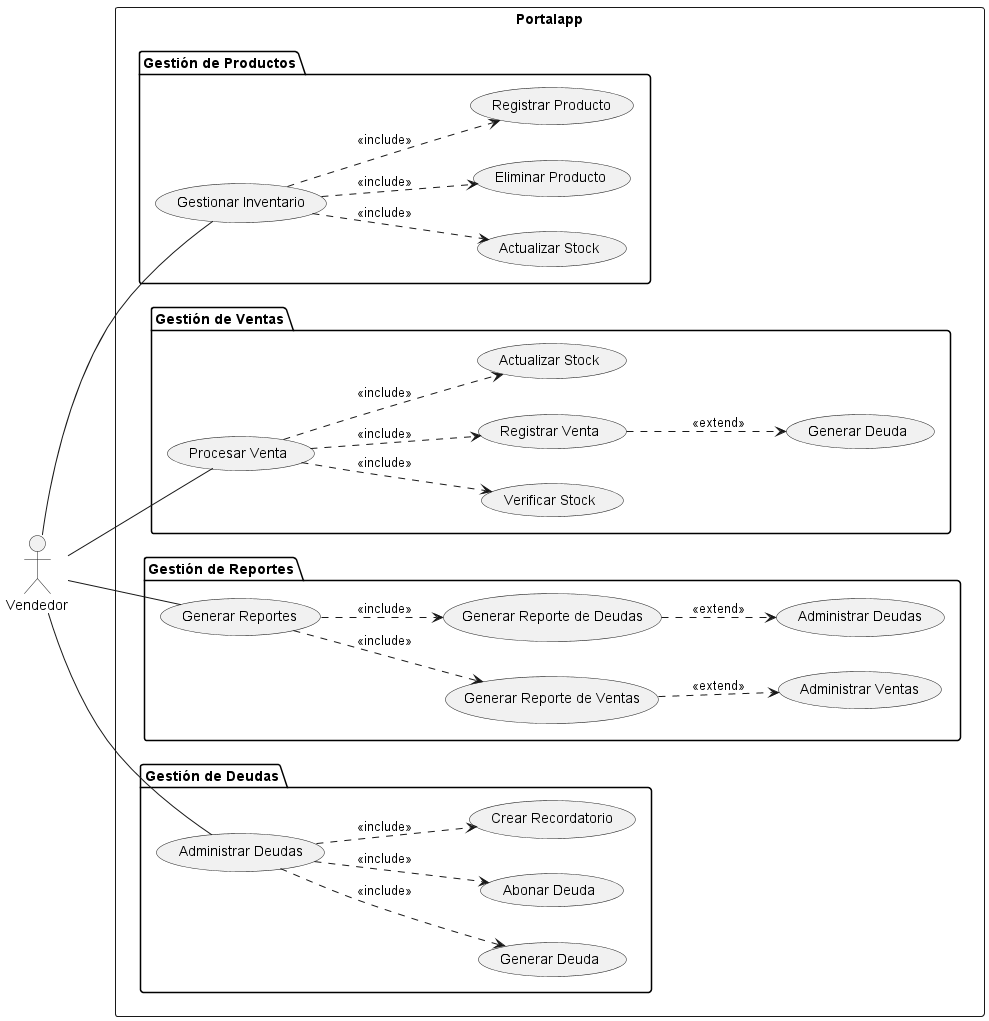 Portalapp
Gestión de Productos
Registrar Producto
«include»
Eliminar Producto
«include»
Gestionar Inventario
«include»
Actualizar Stock
Gestión de Ventas
Actualizar Stock
«include»
Registrar Venta
«extend»
Generar Deuda
«include»
Procesar Venta
«include»
Verificar Stock
Gestión de Reportes
Generar Reportes
«include»
Generar Reporte de Deudas
«extend»
Administrar Deudas
«include»
Generar Reporte de Ventas
«extend»
Administrar Ventas
Vendedor
Gestión de Deudas
Crear Recordatorio
«include»
Administrar Deudas
«include»
Abonar Deuda
«include»
Generar Deuda